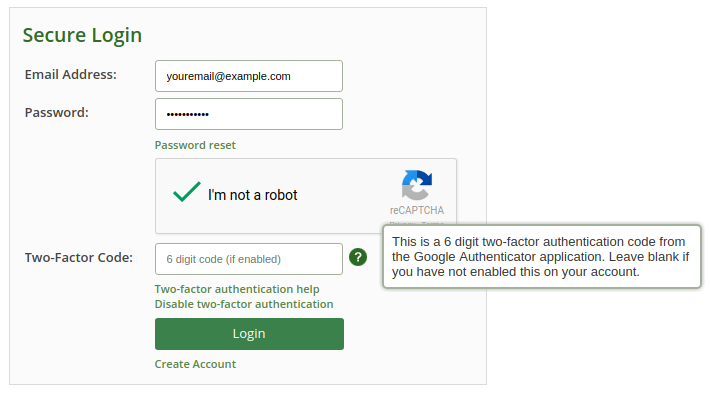 Secure Login
Email Address:
youremail@example.com
Password:
•••••••••••
Password reset
I'm not a robot
reCAPTCHA
This is a 6 digit two-factor authentication code from
the Google Authenticator application. Leave blank if
you have not enabled this on your account.
Two-Factor Code:
6 digit code (if enabled)
?
Two-factor authentication help
Disable two-factor authentication
Login
Create Account